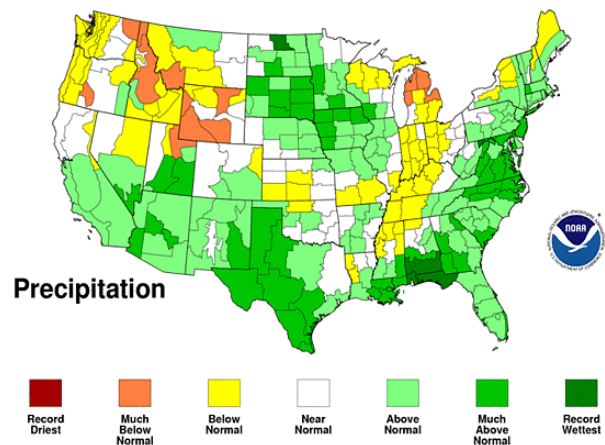 NOAA
Precipitation
Record
Driest
Much
Below
Normal
Below
Normal
Near
Normal
Above
Normal
Much
Above
Normal
Record
Wettest